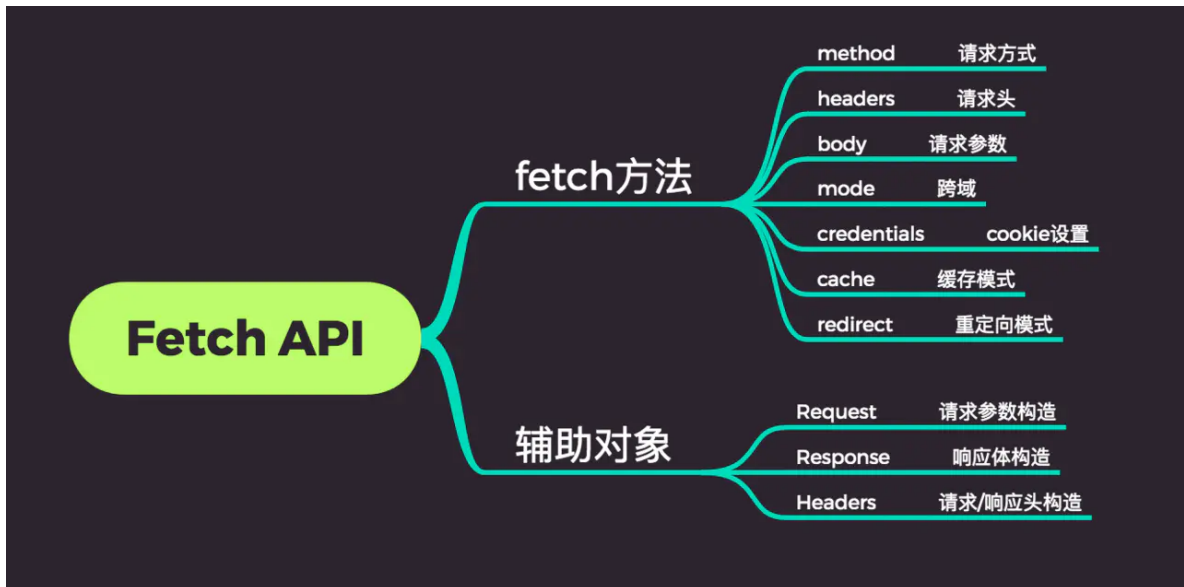 Fetch API
fetch方法
method 请求方式
headers 请求头
body 请求参数
mode 跨域
credentials cookie设置
cache 缓存模式
redirect 重定向模式
辅助对象
Request 请求参数构造
Response 响应体构造
Headers 请求/响应头构造